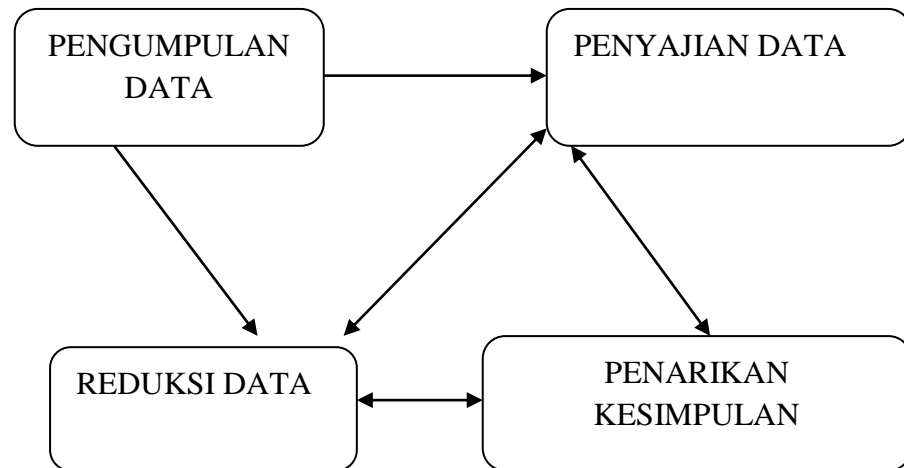 PENGUMPULAN
DATA
PENYAJIAN DATA
REDUKSI DATA
PENARIKAN
KESIMPULAN